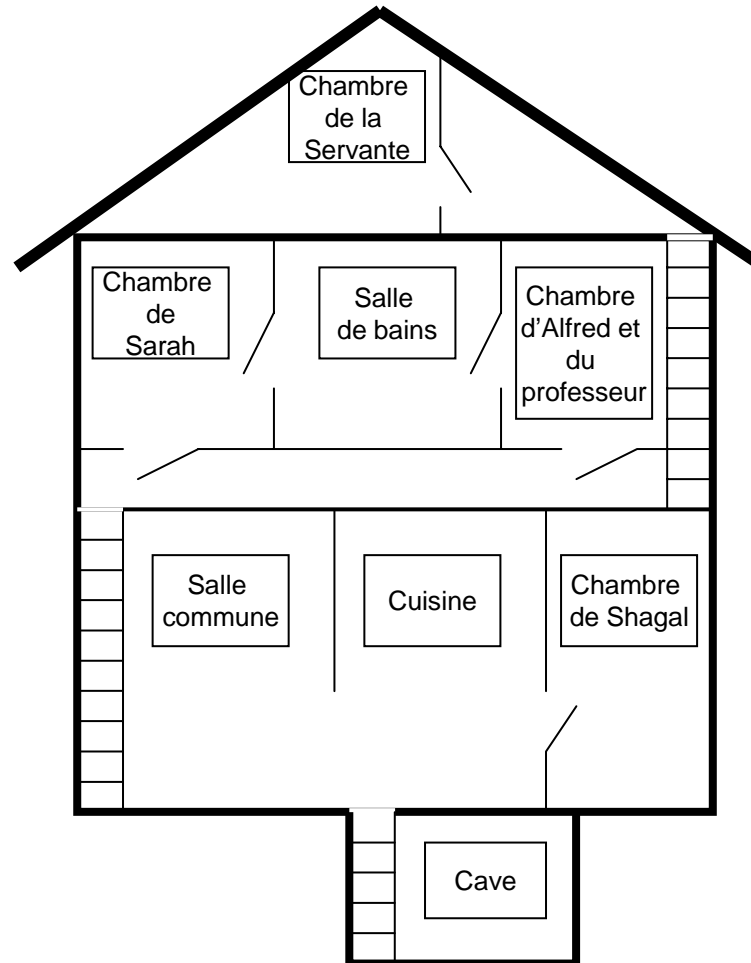 Chambre
de la
Servante
Chambre
de
Sarah
Salle
de bains
Chambre
d'Alfred et
du
professeur
Salle
commune
Cuisine
Chambre
de Shagal
Cave